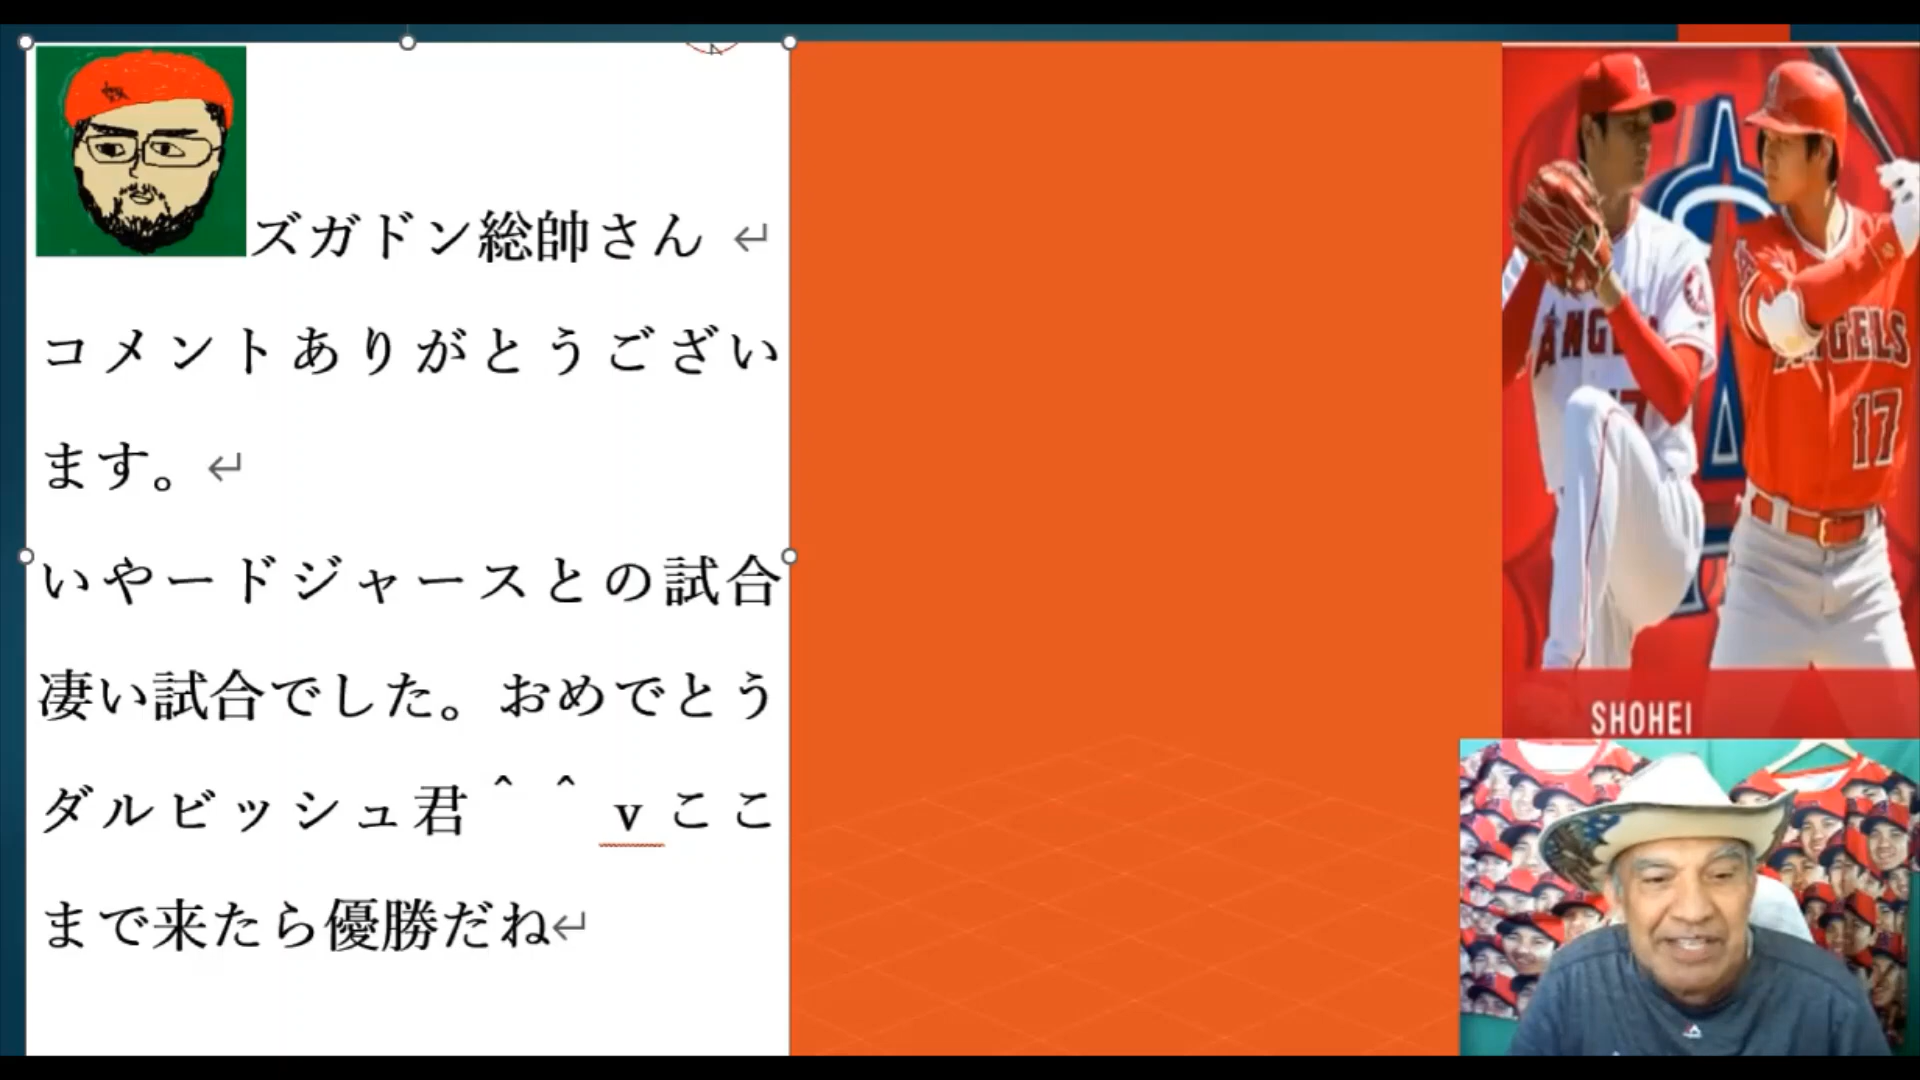 ズガドン総帥さん
コメントありがとうござい
ます。
いやードジャースとの試合
凄い試合でした。おめでとう
ダルビッシュ君＾＾vここ
まで来たら優勝だね
ANGELS
17
SHOHEI